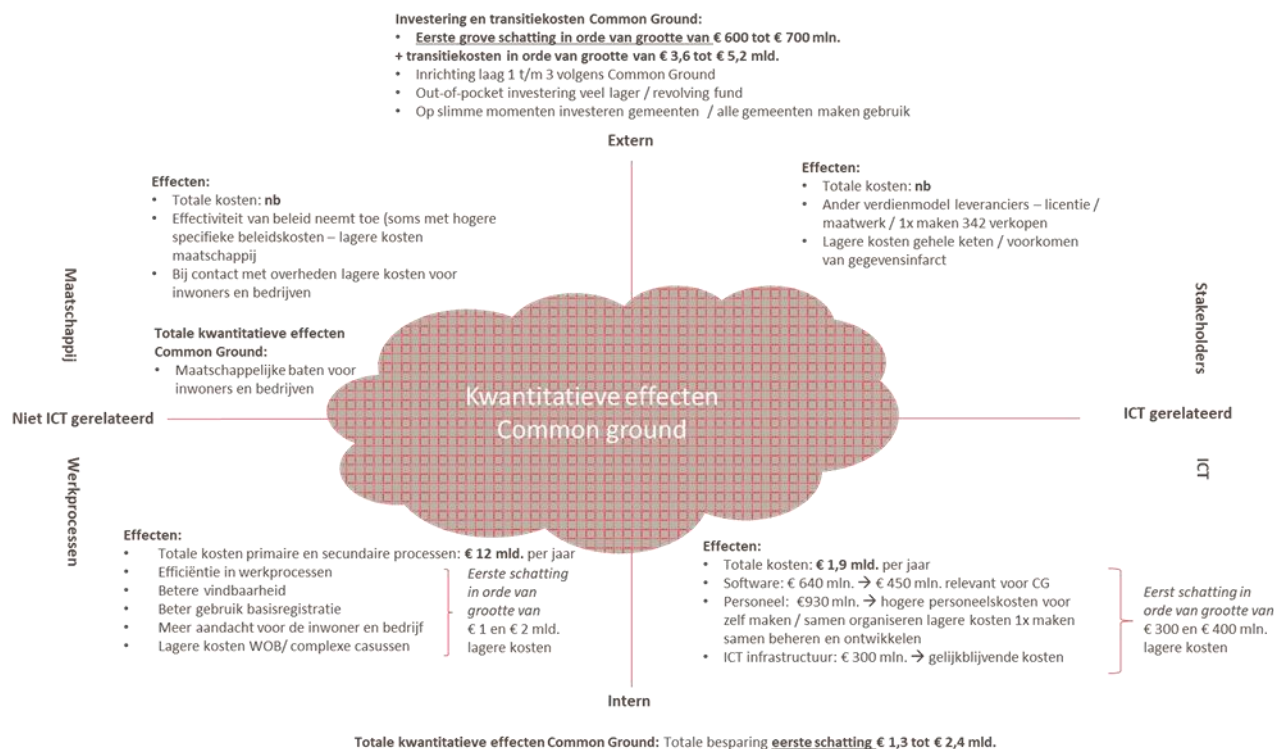 Investering en transitiekosten Common Ground:
• Eerste grove schatting in orde van grootte van € 600 tot € 700 mln.
+ transitiekosten in orde van grootte van € 3,6 tot € 5,2 mld.
• Inrichting laag 1 t/m 3 volgens Common Ground
• Out-of-pocket investering veel lager / revolving fund
• Op slimme momenten investeren gemeenten / alle gemeenten maken gebruik
Extern
Effecten:
• Totale kosten: nb
• Effectiviteit van beleid neemt toe (soms met hogere
specifieke beleidskosten – lagere kosten
maatschappij
• Bij contact met overheden lagere kosten voor
inwoners en bedrijven
Effecten:
• Totale kosten: nb
• Ander verdienmodel leveranciers – licentie /
maatwerk / 1x maken 342 verkopen
• Lagere kosten gehele keten / voorkomen
van gegevensinfarct
Maatschappij
Stakeholders
Totale kwantitatieve effecten
Common Ground:
• Maatschappelijke baten voor
inwoners en bedrijven
Kwantitatieve effecten
Common ground
Niet ICT gerelateerd
ICT gerelateerd
Werkprocessen
ICT
Effecten:
• Totale kosten primaire en secundaire processen: € 12 mld. per jaar
• Efficiëntie in werkprocessen
• Betere vindbaarheid
• Beter gebruik basisregistratie
• Meer aandacht voor de inwoner en bedrijf
• Lagere kosten WOB/ complexe casussen
Eerste schatting
in orde van
grootte van
€ 1 en € 2 mld.
lagere kosten
Effecten:
• Totale kosten: € 1,9 mld. per jaar
• Software: € 640 mln. → € 450 mln. relevant voor CG
• Personeel: €930 mln. → hogere personeelskosten voor
zelf maken / samen organiseren lagere kosten 1x maken
samen beheren en ontwikkelen
• ICT infrastructuur: € 300 mln. → gelijkblijvende kosten
Eerst schatting in
orde van grootte van
€ 300 en € 400 mln.
lagere kosten
Intern
Totale kwantitatieve effecten Common Ground: Totale besparing eerste schatting € 1,3 tot € 2,4 mld.